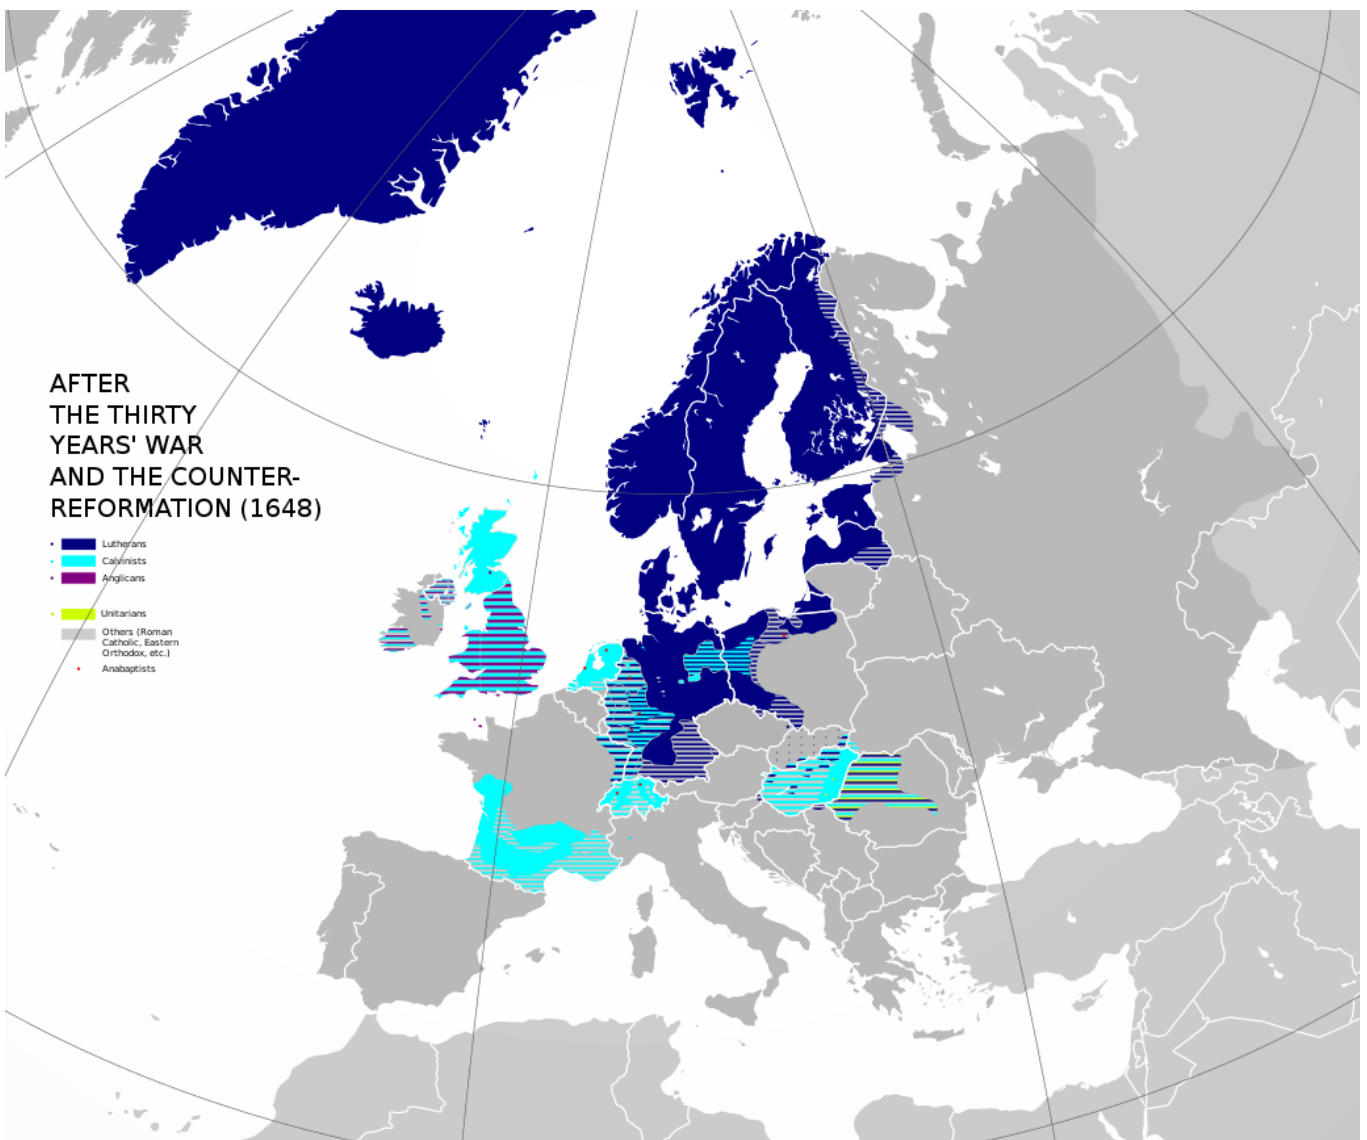 AFTER
THE THIRTY
YEARS' WAR
AND THE COUNTER-
REFORMATION (1648)
Lutherans
Calvinists
Anglicans
Unitarians
Others (Roman
Catholic, Eastern
Orthodox, etc.)
Anabaptists